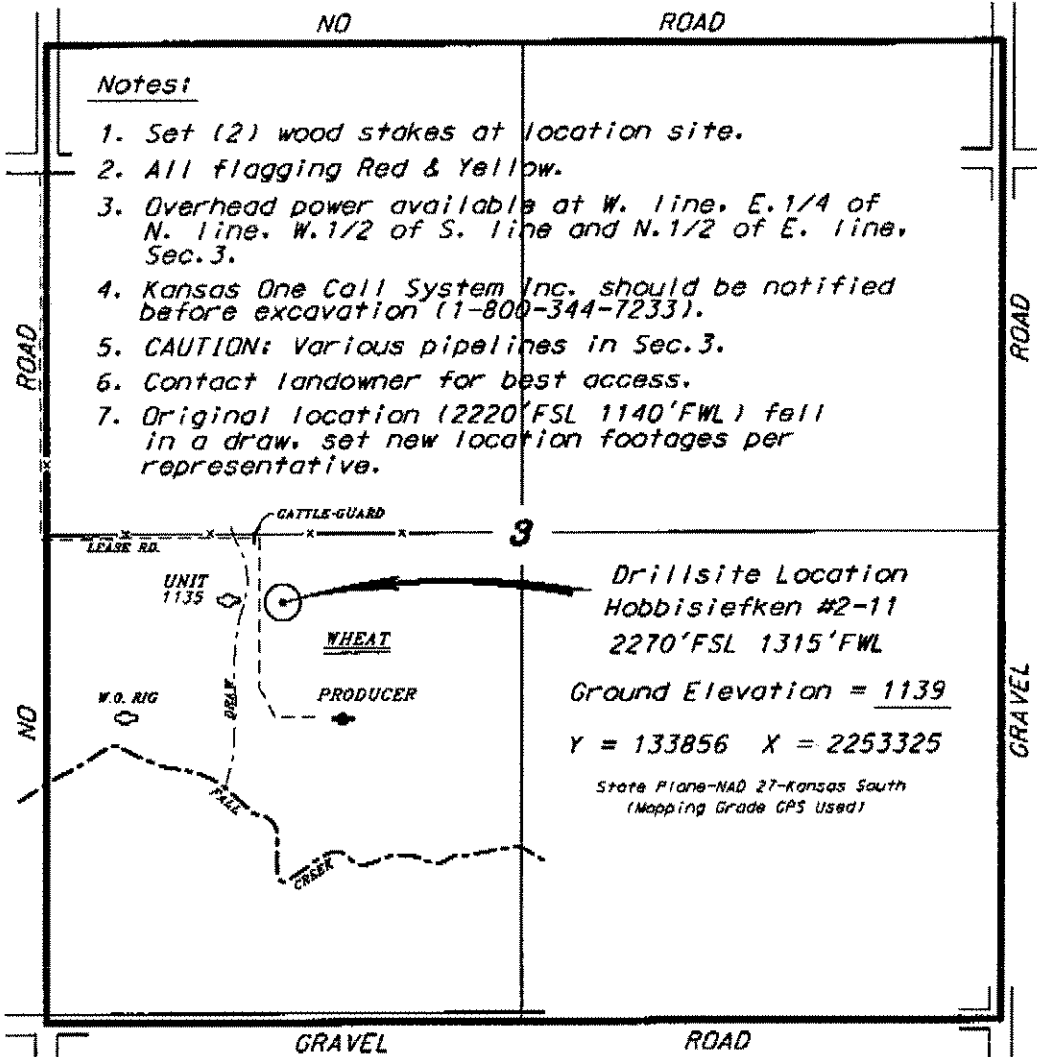 NO ROAD
Notes:
1. Set (2) wood stakes at location site.
2. All flagging Red & Yellow.
3. Overhead power available at W. line, E.1/4 of
N. line, W.1/2 of S. line and N.1/2 of E. line,
Sec.3.
4. Kansas One Call System Inc. should be notified
before excavation (1-800-344-7233).
5. CAUTION: Various pipelines in Sec.3.
6. Contact landowner for best access.
7. Original location (2220'FSL 1140'FWL) fell
in a draw, set new location footages per
representative.
ROAD
ROAD
CATTLE-GUARD
3
LEASE RD.
UNIT
1135
Drillsite Location
Hobbisiefken #2-11
2270'FSL 1315'FWL
WHEAT
Ground Elevation = 1139
W.O. RIG
DRAW
PRODUCER
NO
GRAVEL
Y = 133856 X = 2253325
State Plane-NAD 27-Kansas South
(Mapping Grade GPS Used)
FALL
CREEK
GRAVEL ROAD